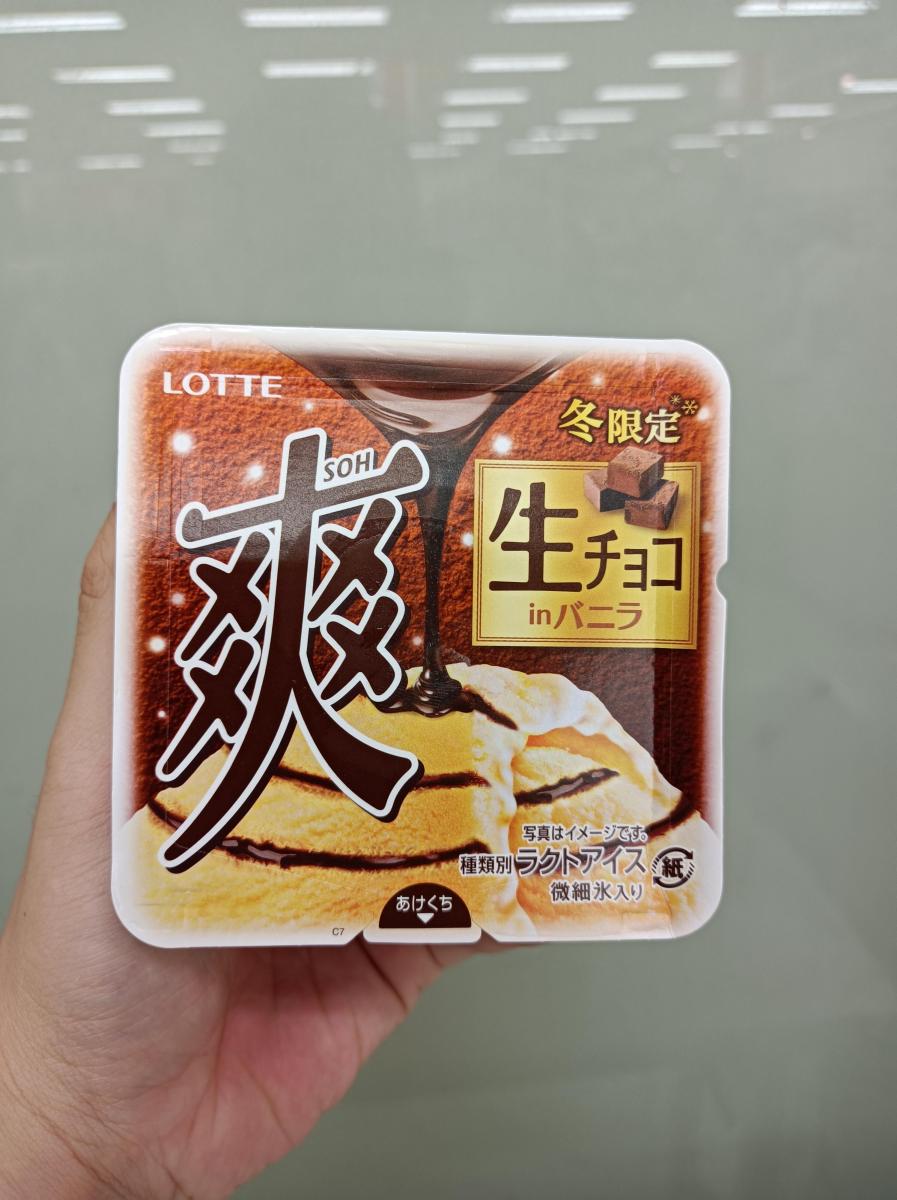 LOTTE
冬限定
SOH
爽
生チョコ
inバニラ
写真はイメージです。
種類別ラクトアイス
紙
微細氷入り
あけくち
C7